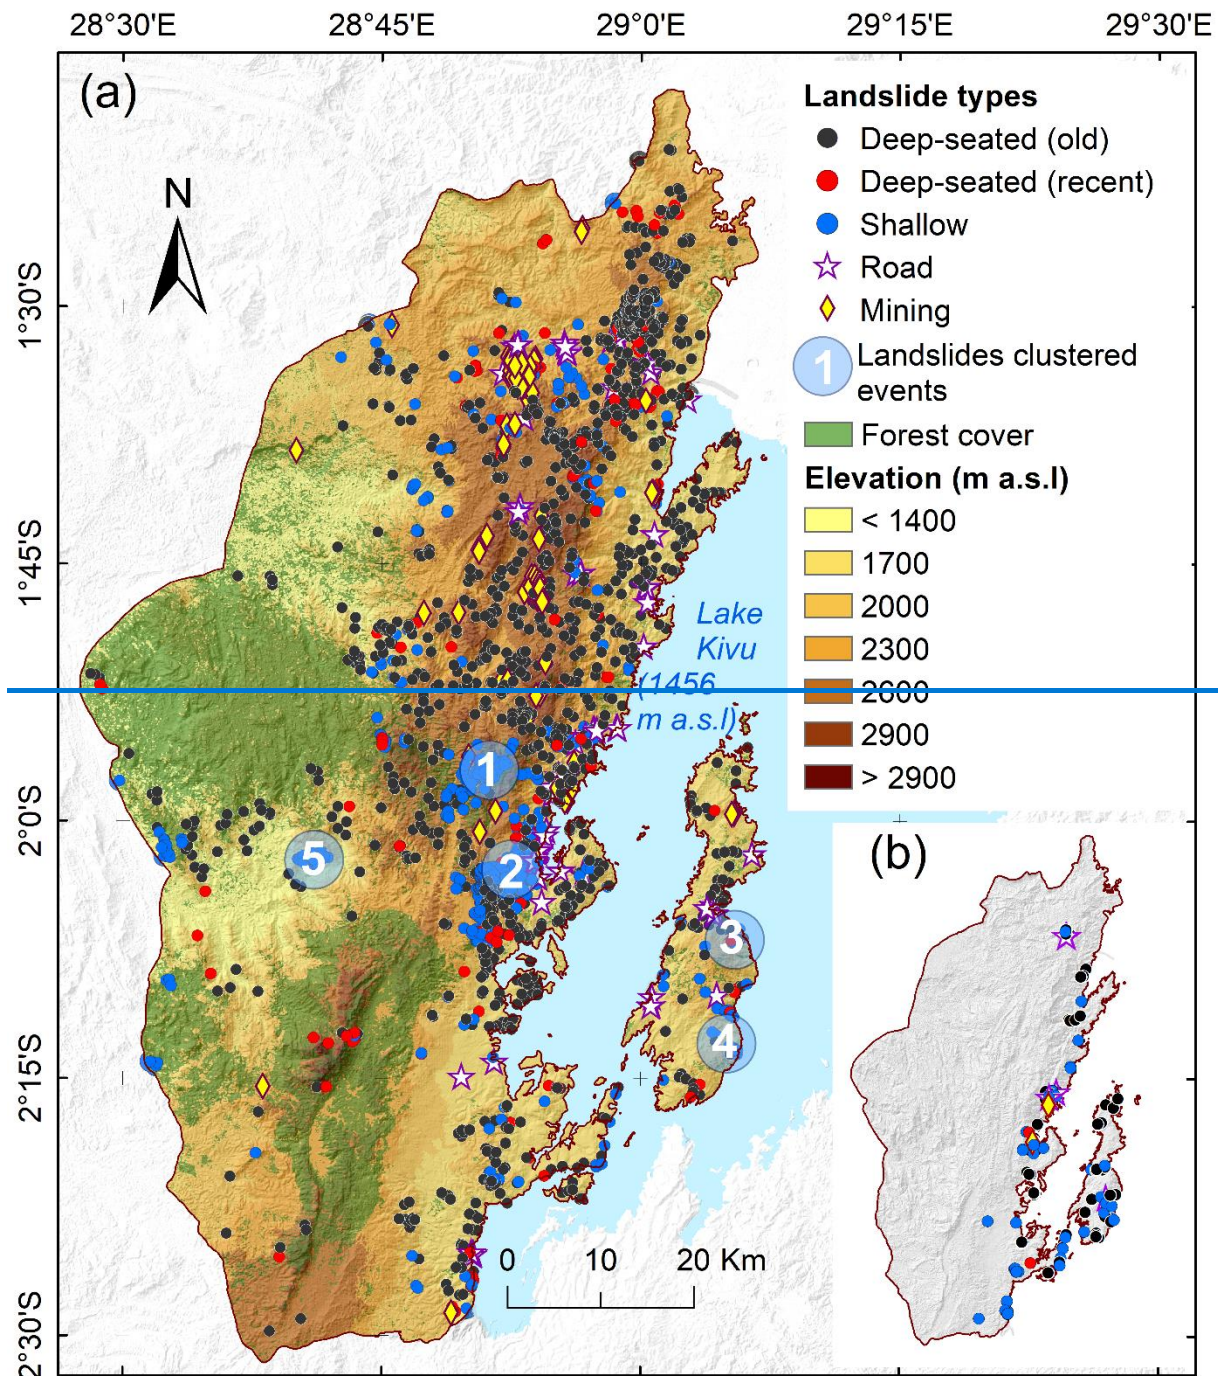 28°30'E 28°45'E 29°0'E 29°15'E 29°30'E
(a)
N
Landslide types
Deep-seated (old)
Deep-seated (recent)
Shallow
Road
Mining
1 Landslides clustered
events
Forest cover
Elevation (m a.s.l)
< 1400
1700
2000
2300
2600
2900
> 2900
1°30'S
1°45'S
2°0'S
2°15'S
2°30'S
Lake
Kivu
(1456
m a.s.l)
1
2
5
3
4
0 10 20 Km
(b)